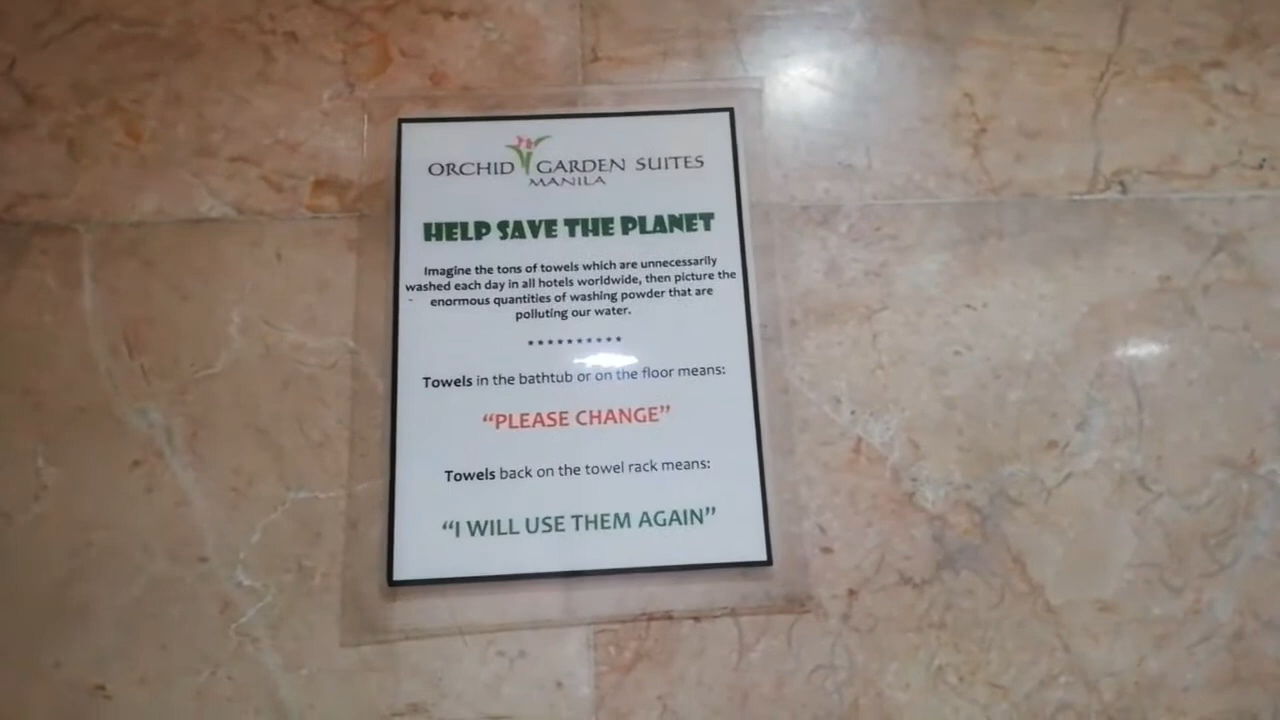 ORCHID GARDEN SUITES
MANILA
HELP SAVE THE PLANET
Imagine the tons of towels which are unnecessarily
washed each day in all hotels worldwide, then picture the
enormous quantities of washing powder that are
polluting our water.
**********
Towels in the bathtub or on the floor means:
“PLEASE CHANGE”
Towels back on the towel rack means:
“I WILL USE THEM AGAIN”